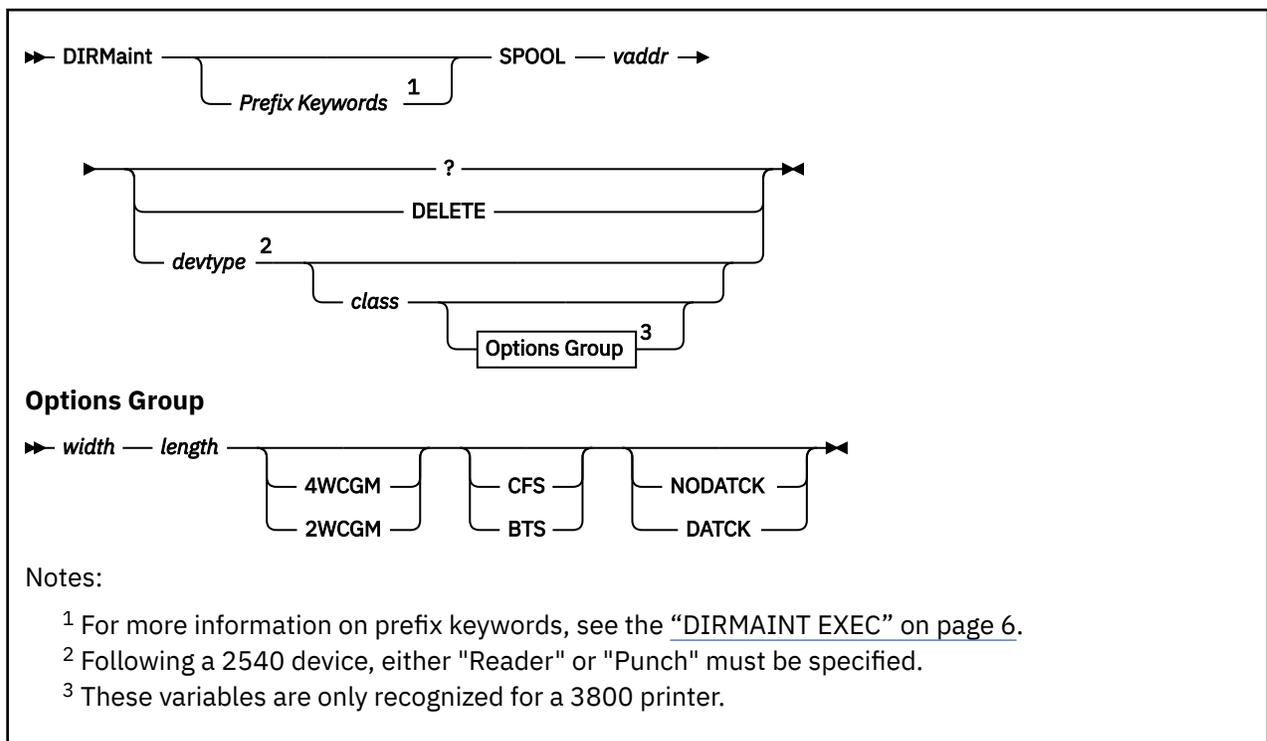 DIRMaint SPOOL vaddr
Prefix Keywords 1
?
DELETE
devtype 2
class
Options Group 3
Options Group
width length
4WCGM CFS NODATCK
2WCGM BTS DATCK
Notes:
1 For more information on prefix keywords, see the “DIRMAINT EXEC” on page 6.
2 Following a 2540 device, either "Reader" or "Punch" must be specified.
3 These variables are only recognized for a 3800 printer.